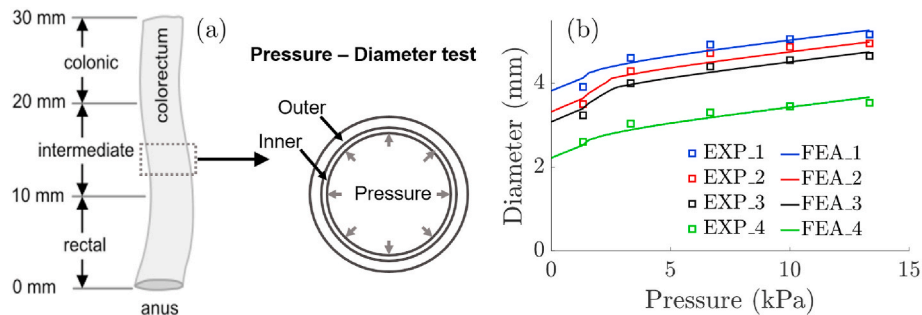 30 mm
colonic
20 mm
intermediate
10 mm
rectal
0 mm
anus
colorectum
(a)
Pressure – Diameter test
Outer
Inner
Pressure
(b)
Diameter (mm)
4
2
0
0 5 10 15
Pressure (kPa)
EXP_1 FEA_1
EXP_2 FEA_2
EXP_3 FEA_3
EXP_4 FEA_4